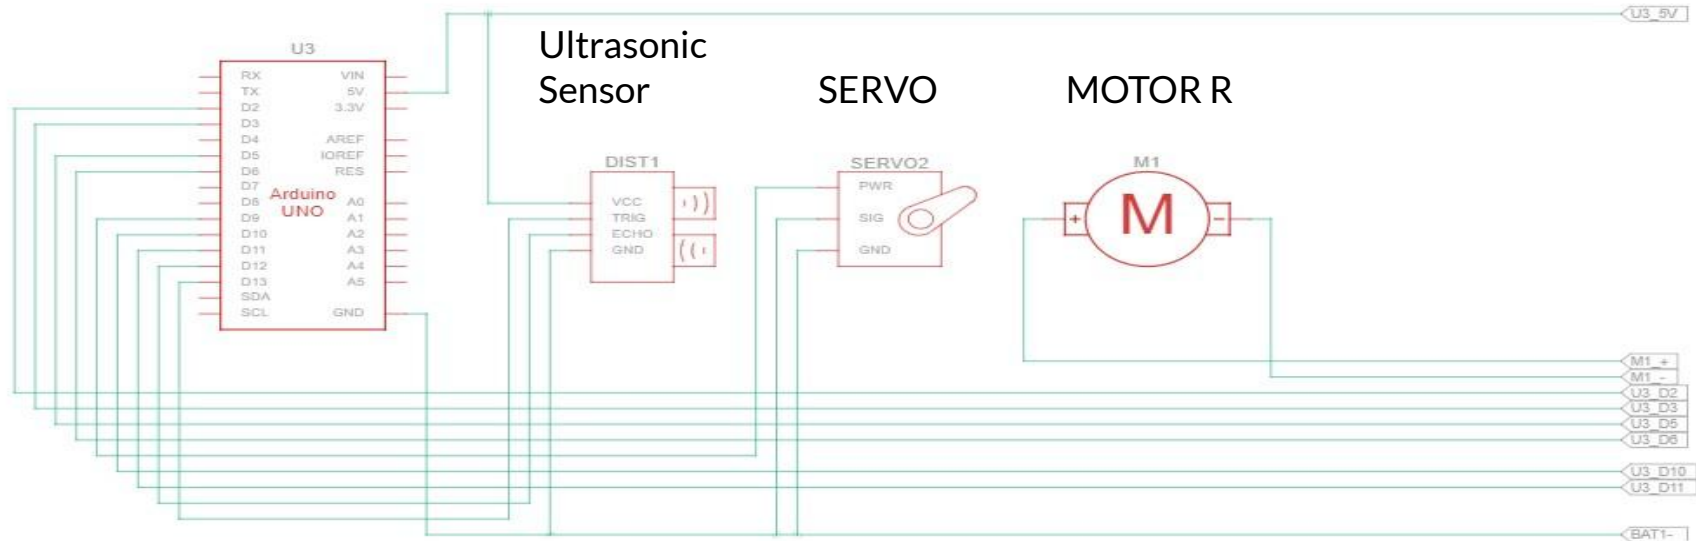 U3_5V
Ultrasonic
Sensor
SERVO
MOTOR R
U3
RX VIN
TX 5V
D2 3.3V
D3
D4 AREF
D5 IOREF
D6 RES
D7
Arduino
UNO
D8 A0
D9 A1
D10 A2
D11 A3
D12 A4
D13 A5
SDA
SCL GND
DIST1
VCC
TRIG
ECHO
GND
SERVO2
PWR
SIG
GND
M1
+ M -
M1_+
M1_-
U3_D2
U3_D3
U3_D5
U3_D6
U3_D10
U3_D11
BAT1-